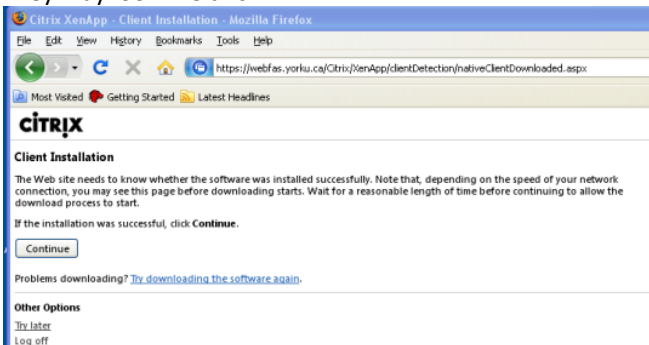 Citrix XenApp - Client Installation - Mozilla Firefox
File Edit View History Bookmarks Tools Help
https://webfas.yorku.ca/Citrix/XenApp/clientDetection/nativeClientDownloaded.aspx
Most Visited Getting Started Latest Headlines
CİTRIX
Client Installation
The Web site needs to know whether the software was installed successfully. Note that, depending on the speed of your network
connection, you may see this page before downloading starts. Wait for a reasonable length of time before continuing to allow the
download process to start.
If the installation was successful, click Continue.
Continue
Problems downloading? Try downloading the software again.
Other Options
Try later
Log off